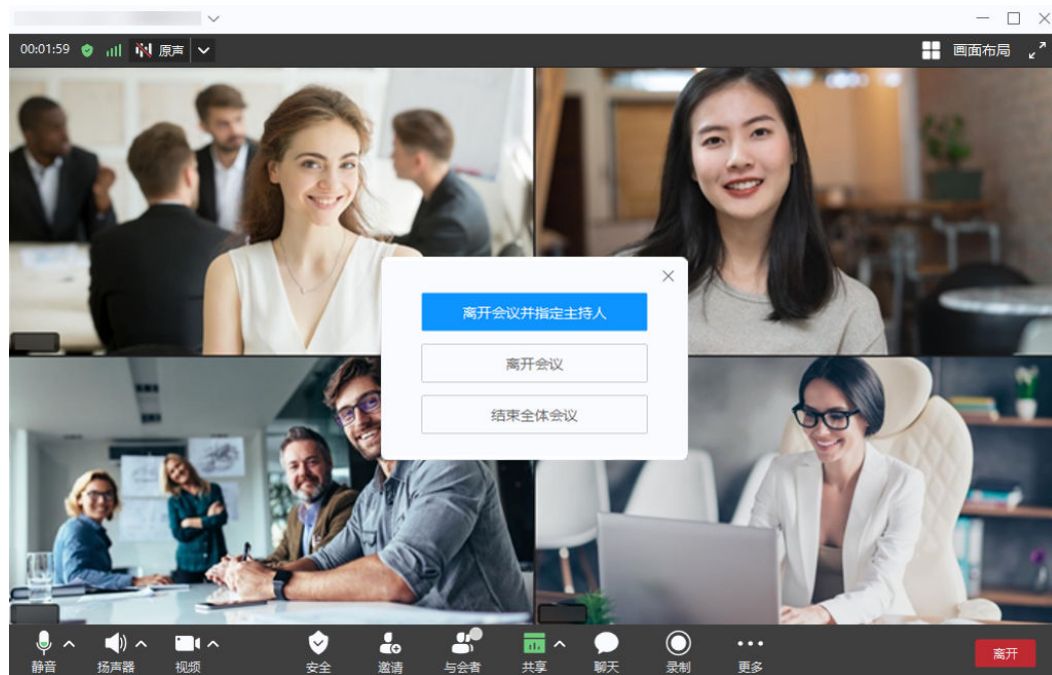 00:01:59
原声
画面布局
离开会议并指定主持人
离开会议
结束全体会议
静音
扬声器
视频
安全
邀请
与会者
共享
聊天
录制
更多
离开